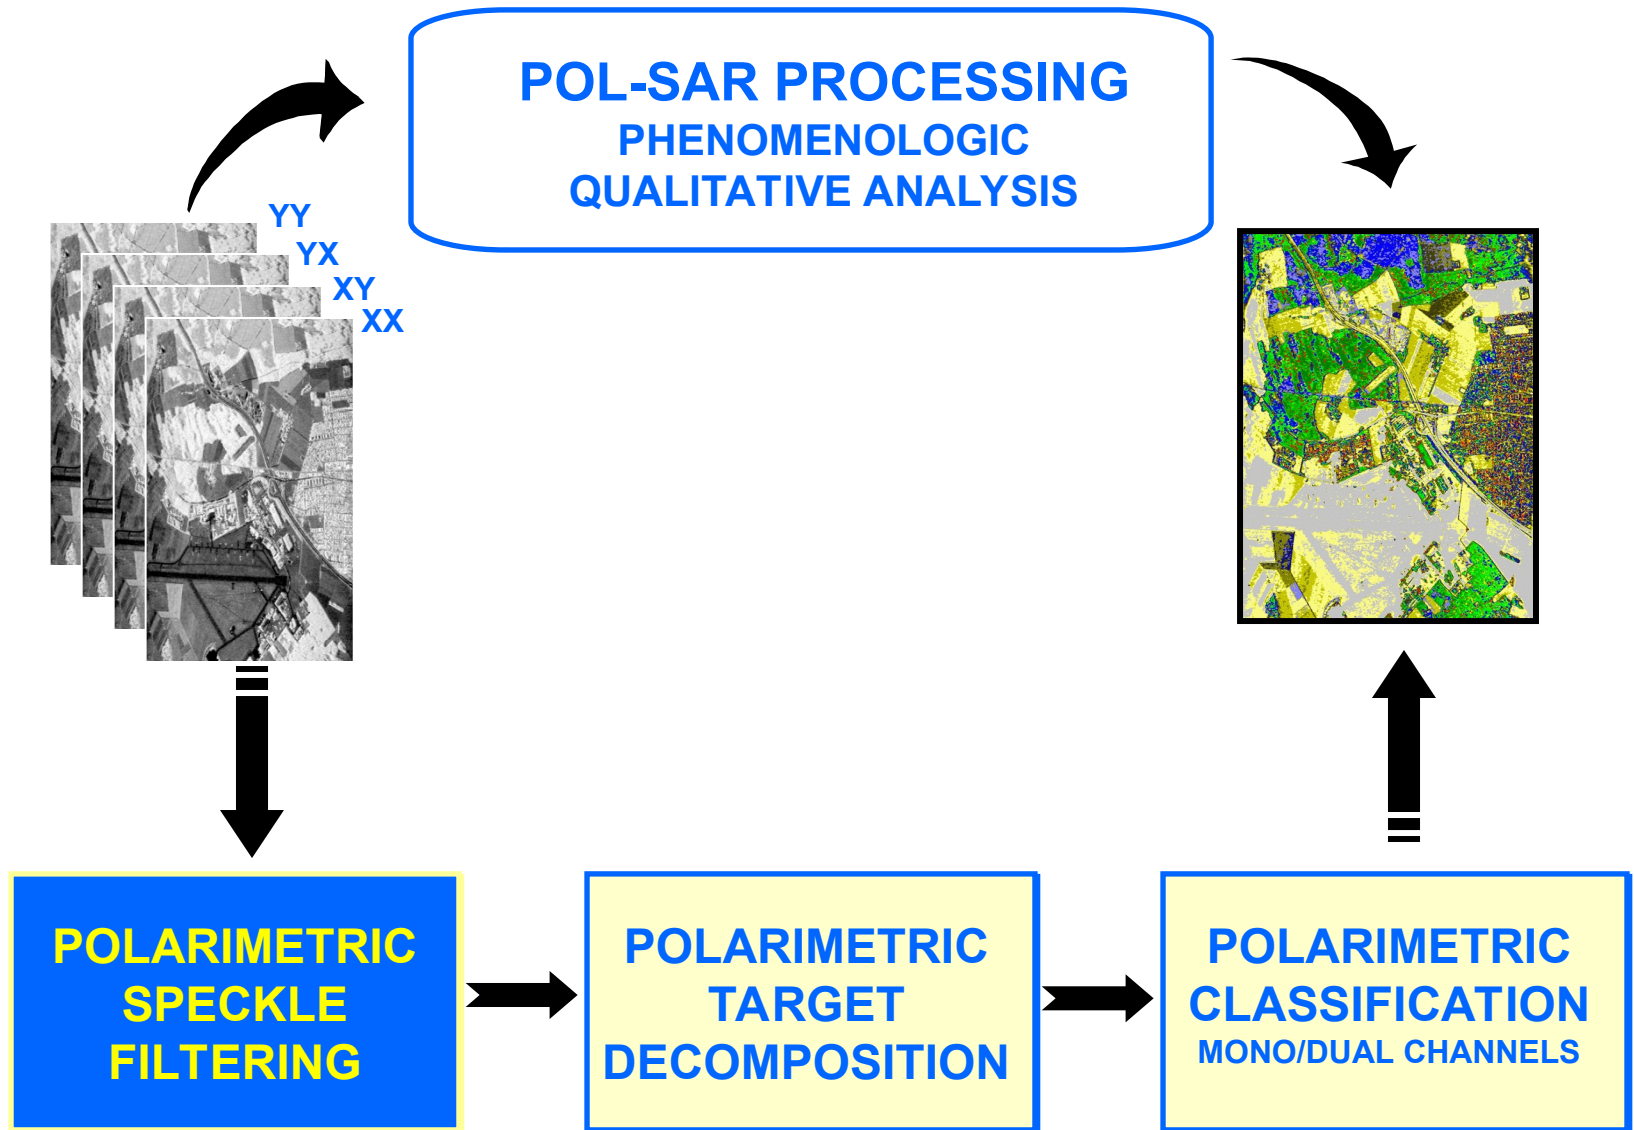 POL-SAR PROCESSING
PHENOMENOLOGIC
QUALITATIVE ANALYSIS
YY
YX
XY
XX
POLARIMETRIC
SPECKLE
FILTERING
POLARIMETRIC
TARGET
DECOMPOSITION
POLARIMETRIC
CLASSIFICATION
MONO/DUAL CHANNELS